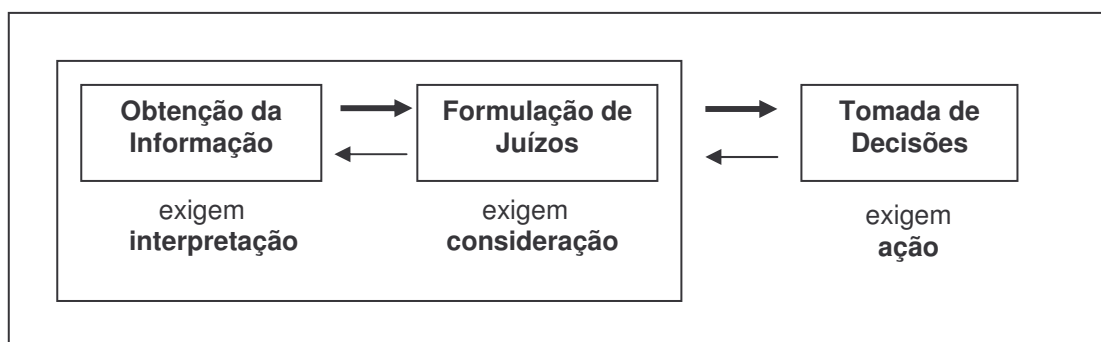 Obtenção da
Informação
Formulação de
Juízos
Tomada de
Decisões
exigem
interpretação
exigem
consideração
exigem
ação